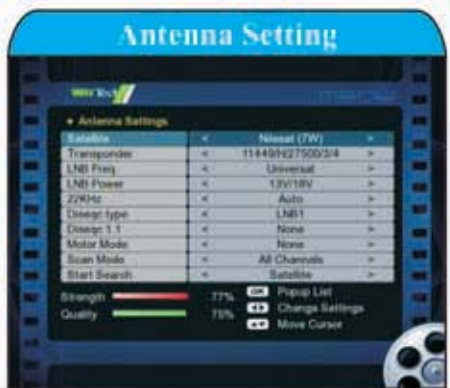 Antenna Setting
Antenna Settings
Satellite < Nilesat (7W) >
Transponder < 11449/H/27500/3/4 >
LNB Freq < Universal >
LNB Power < 13V/18V >
22KHz < Auto >
Diseqc type < LNB1 >
Diseqc 1.1 < None >
Motor Mode < None >
Scan Mode < All Channels >
Start Search < Satellite >
Strength 77% OK Popup List
Quality 75% Change Settings
Move Cursor